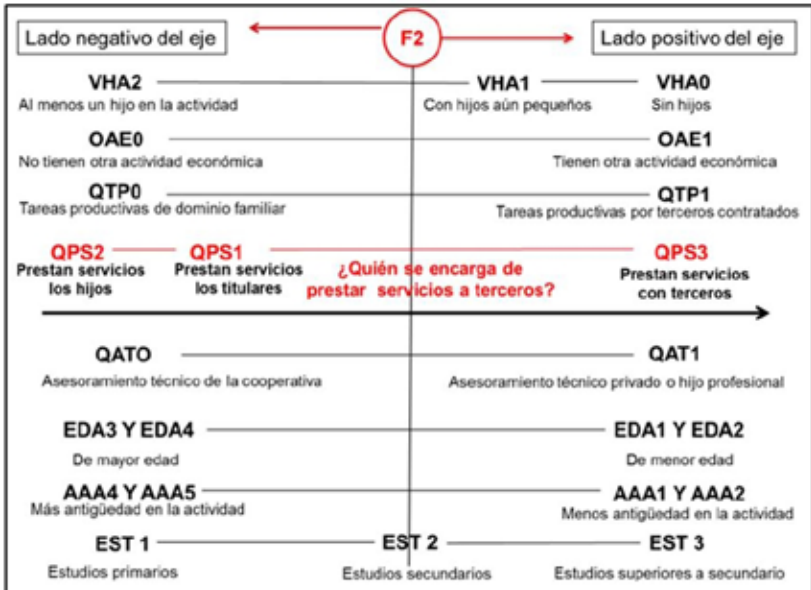 Lado negativo del eje
F2
Lado positivo del eje
VHA2
VHA1
VHA0
Al menos un hijo en la actividad
Con hijos aún pequeños
Sin hijos
OAE0
OAE1
No tienen otra actividad económica
Tienen otra actividad económica
QTP0
QTP1
Tareas productivas de dominio familiar
Tareas productivas por terceros contratados
QPS2
QPS1
¿Quién se encarga de
prestar servicios a terceros?
QPS3
Prestan servicios
los hijos
Prestan servicios
los titulares
Prestan servicios
con terceros
QATO
QAT1
Asesoramiento técnico de la cooperativa
Asesoramiento técnico privado o hijo profesional
EDA3 Y EDA4
EDA1 Y EDA2
De mayor edad
De menor edad
AAA4 Y AAA5
AAA1 Y AAA2
Más antigüedad en la actividad
Menos antigüedad en la actividad
EST 1
EST 2
EST 3
Estudios primarios
Estudios secundarios
Estudios superiores a secundario